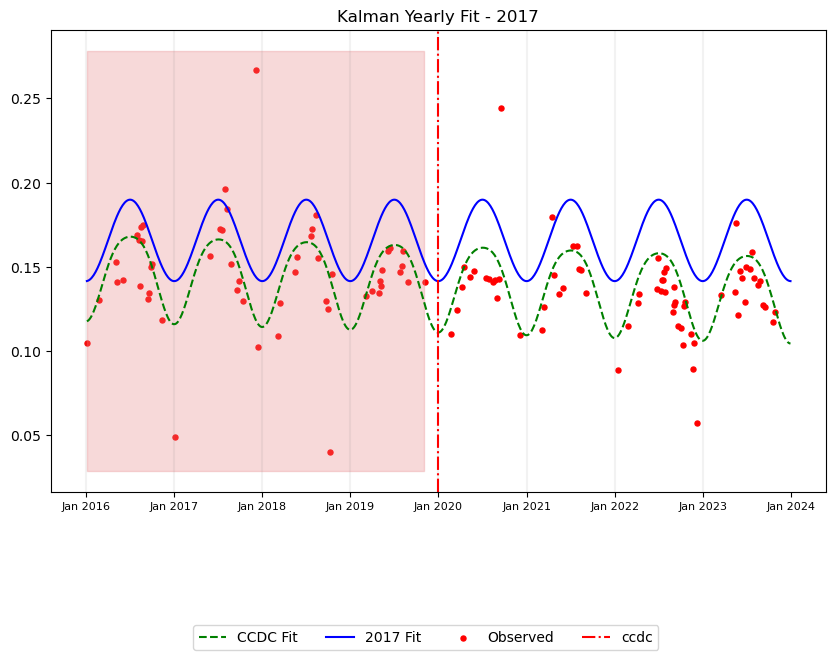 Kalman Yearly Fit - 2017
0.25
0.20
0.15
0.10
0.05
Jan 2016 Jan 2017 Jan 2018 Jan 2019 Jan 2020 Jan 2021 Jan 2022 Jan 2023 Jan 2024
CCDC Fit 2017 Fit Observed ccdc